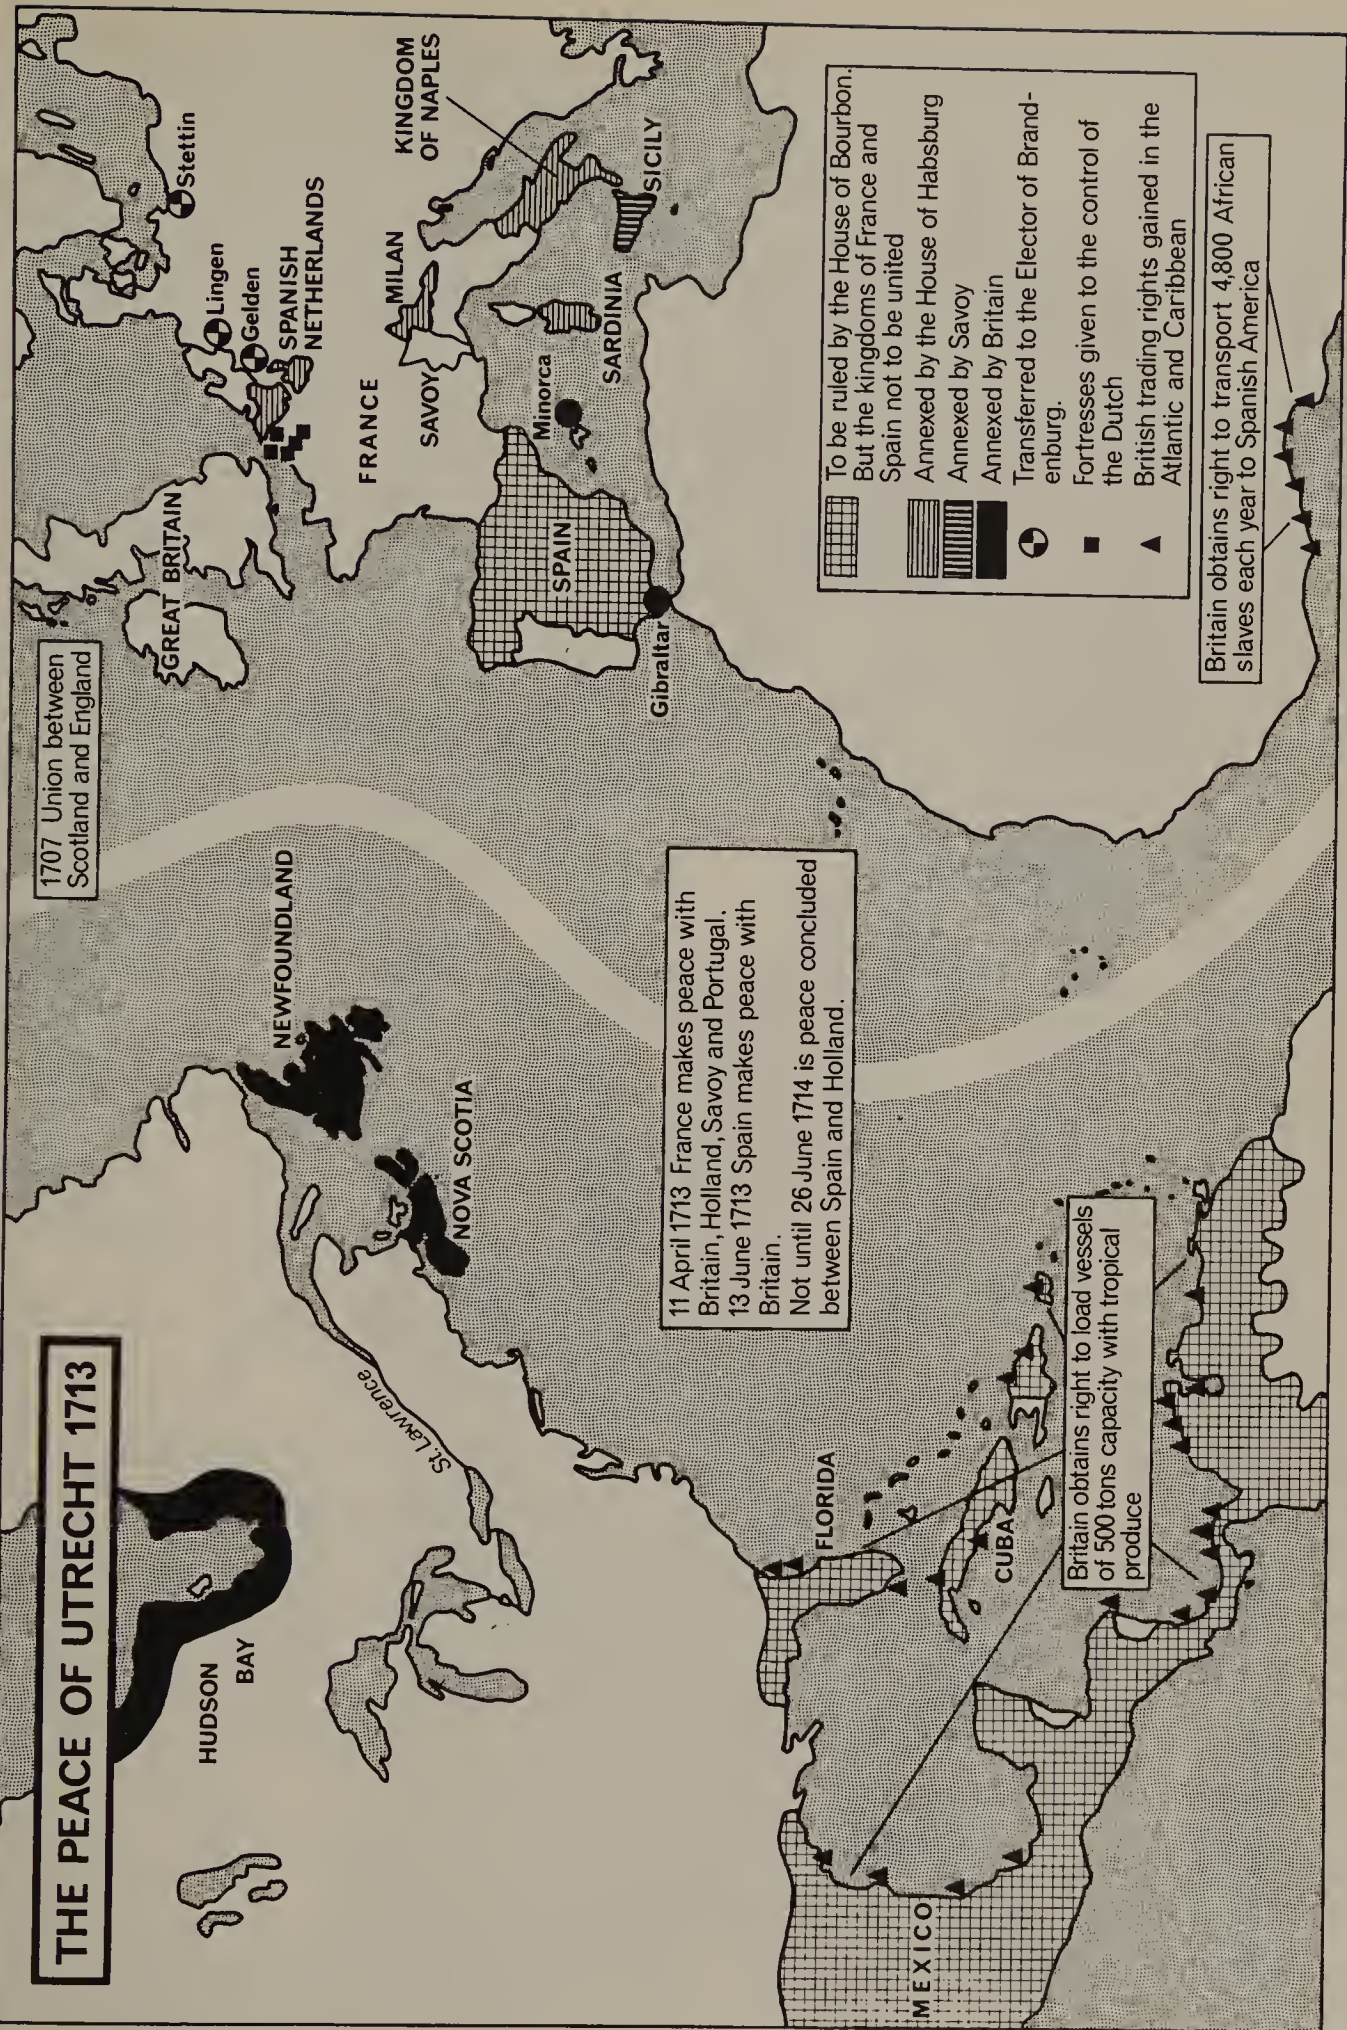 THE PEACE OF UTRECHT 1713
1707 Union between
Scotland and England
HUDSON
BAY
St. Lawrence
NEWFOUNDLAND
NOVA SCOTIA
GREAT BRITAIN
Stettin
Lingen
Gelden
SPANISH
NETHERLANDS
FRANCE
SAVOY
MILAN
KINGDOM
OF NAPLES
SICILY
SARDINIA
Minorca
SPAIN
Gibraltar
11 April 1713 France makes peace with
Britain, Holland, Savoy and Portugal.
13 June 1713 Spain makes peace with
Britain.
Not until 26 June 1714 is peace concluded
between Spain and Holland.
FLORIDA
CUBA
MEXICO
Britain obtains right to load vessels
of 500 tons capacity with tropical
produce
To be ruled by the House of Bourbon.
But the kingdoms of France and
Spain not to be united
Annexed by the House of Habsburg
Annexed by Savoy
Annexed by Britain
Transferred to the Elector of Brand-
enburg.
Fortresses given to the control of
the Dutch
British trading rights gained in the
Atlantic and Caribbean
Britain obtains right to transport 4,800 African
slaves each year to Spanish America